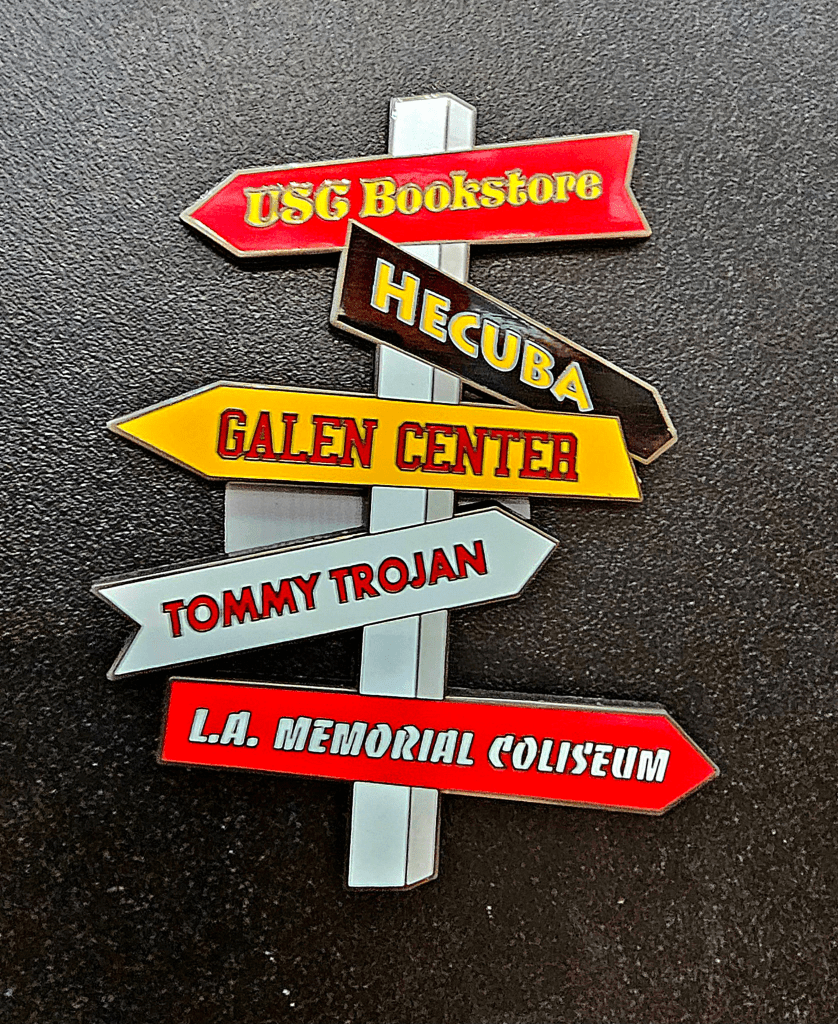 USC Bookstore
HECUBA
GALEN CENTER
TOMMY TROJAN
L.A. MEMORIAL COLISEUM